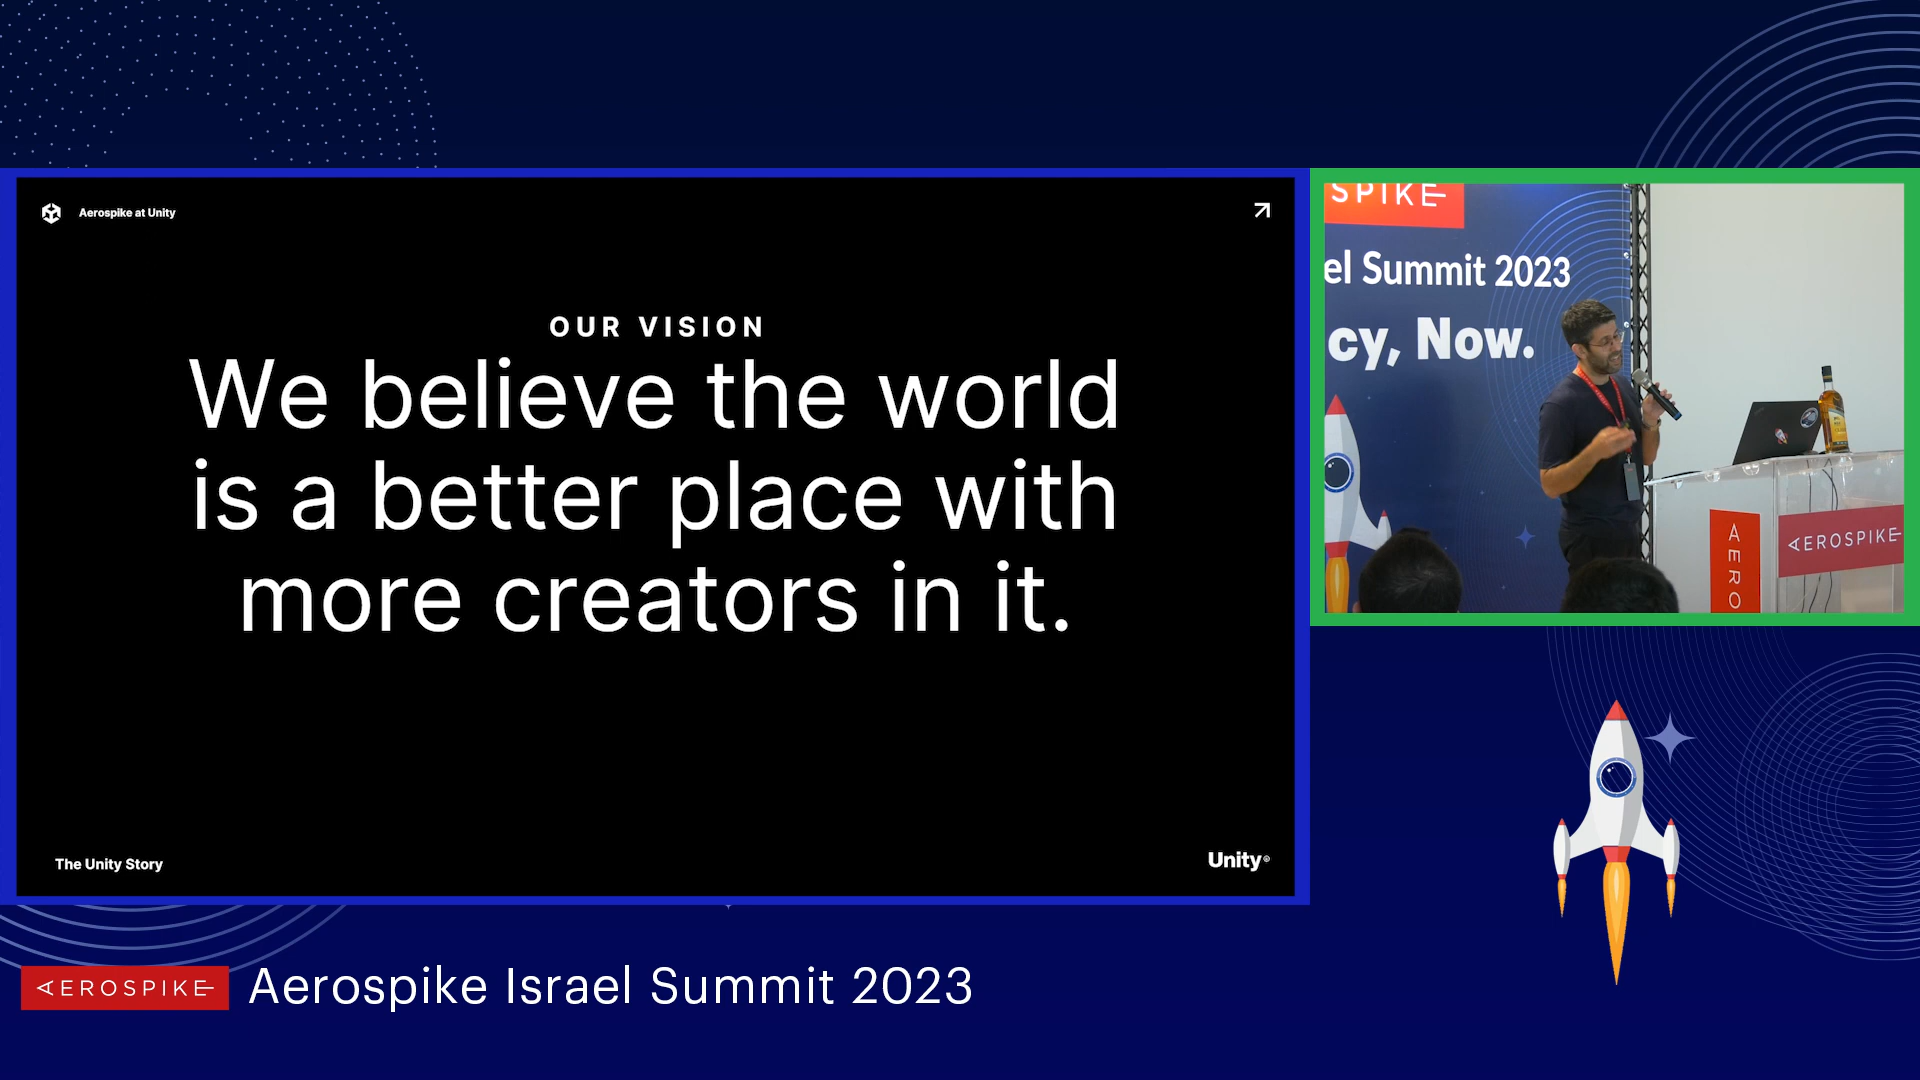 Aerospike at Unity
OUR VISION
We believe the world
is a better place with
more creators in it.
The Unity Story
Unity®
SPIKE
el Summit 2023
cy, Now.
AERO
AEROSPIKE
AEROSPIKE
Aerospike Israel Summit 2023